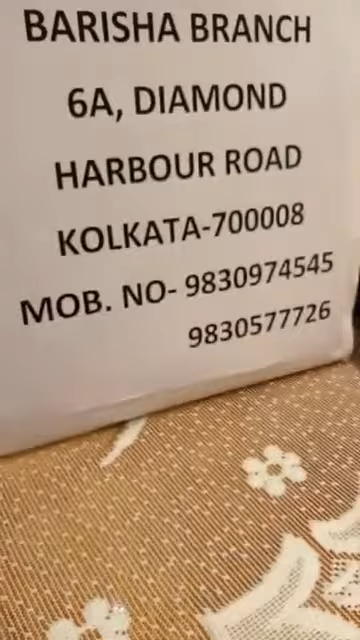 BARISHA BRANCH
6A, DIAMOND
HARBOUR ROAD
KOLKATA-700008
MOB. NO- 9830974545
9830577726